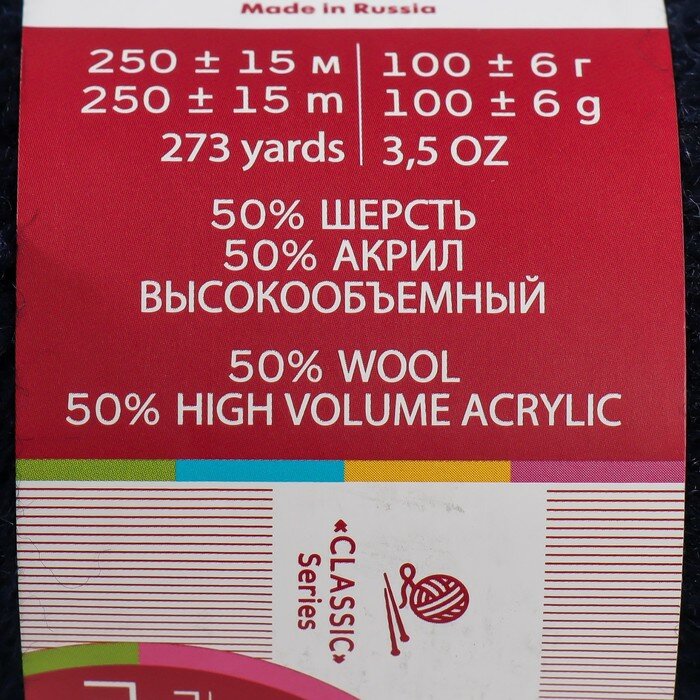 Made in Russia
250 ± 15 м 100 ± 6 г
250 ± 15 m 100 ± 6 g
273 yards 3,5 OZ
50% ШЕРСТЬ
50% АКРИЛ
ВЫСОКООБЪЕМНЫЙ
50% WOOL
50% HIGH VOLUME ACRYLIC
«CLASSIC»
Series